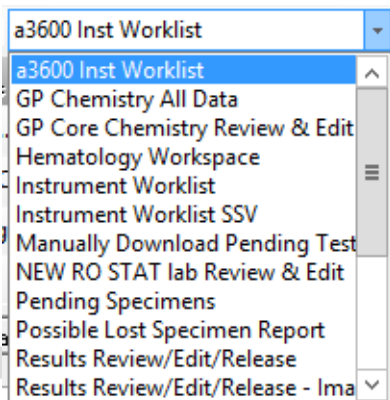 a3600 Inst Worklist
a3600 Inst Worklist
GP Chemistry All Data
GP Core Chemistry Review & Edit
Hematology Workspace
Instrument Worklist
Instrument Worklist SSV
Manually Download Pending Test
NEW RO STAT lab Review & Edit
Pending Specimens
Possible Lost Specimen Report
Results Review/Edit/Release
Results Review/Edit/Release - Ima